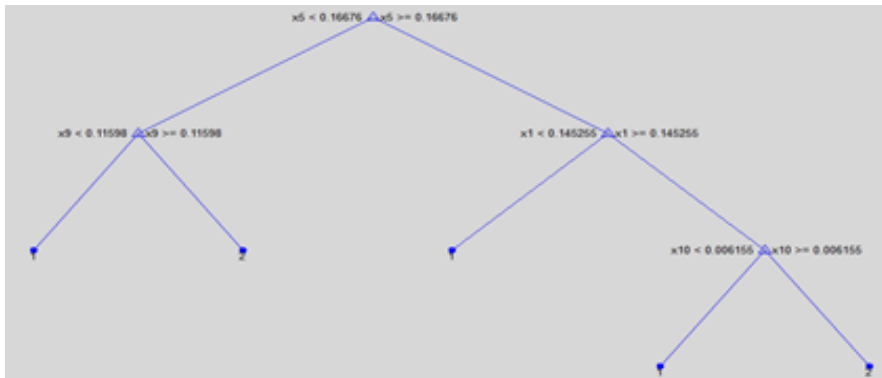 x5 < 0.16676 x5 >= 0.16676
x9 < 0.11598 x9 >= 0.11598 x1 < 0.145255 x1 >= 0.145255
1 2 1 x10 < 0.006155 x10 >= 0.006155
1 2